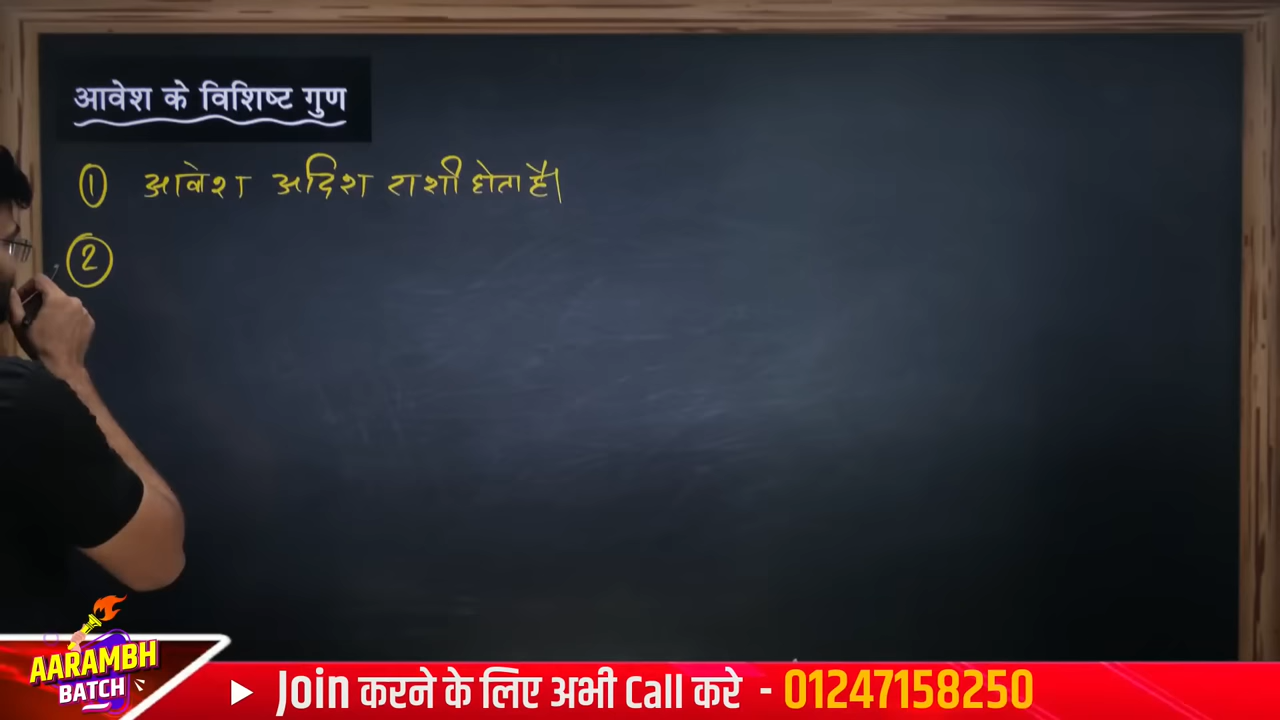 आवेश के विशिष्ट गुण
① आवेश अदिश राशी होता है।
②
AARAMBH
BATCH
Join करने के लिए अभी Call करे - 01247158250